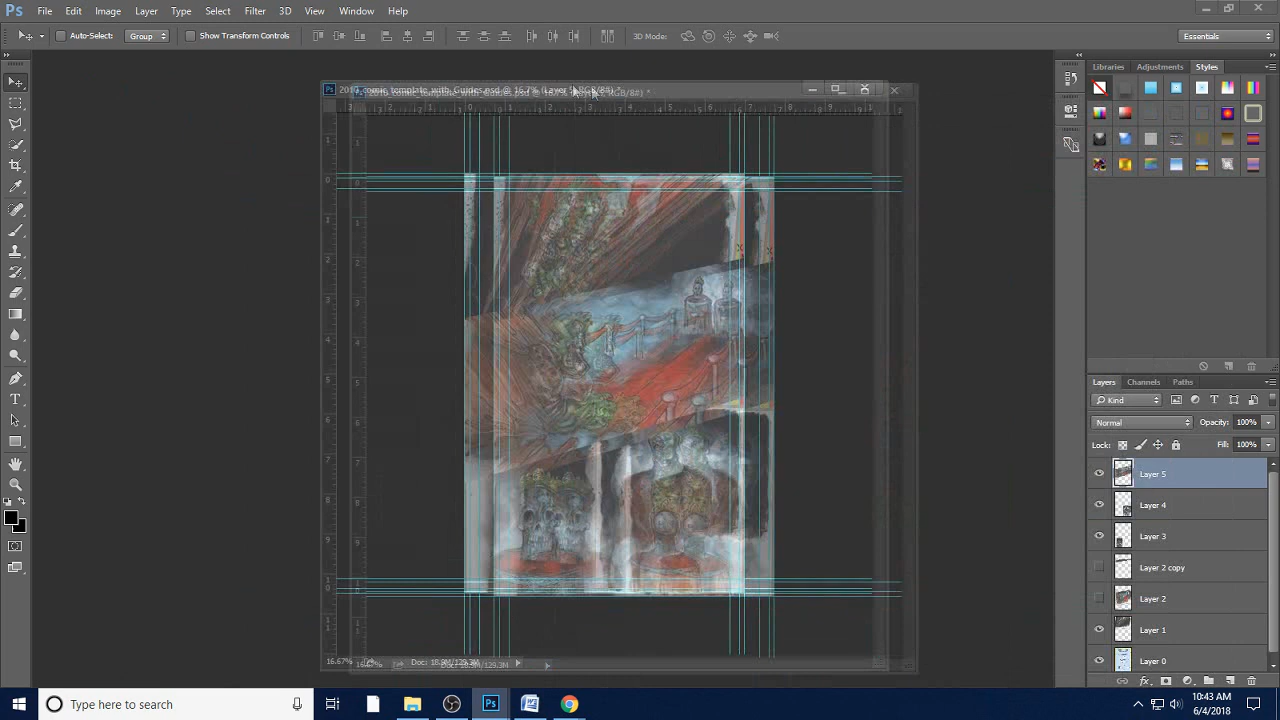 Ps File Edit Image Layer Type Select Filter 3D View Window Help
Auto-Select: Group Show Transform Controls 3D Mode: Essentials
Libraries Adjustments Styles
Layers Channels Paths
Kind
Normal Opacity: 100%
Lock: Fill: 100%
Layer 5
Layer 4
Layer 3
Layer 2 copy
Layer 2
Layer 1
Layer 0
16.67%
Type here to search
10:43 AM
6/4/2018